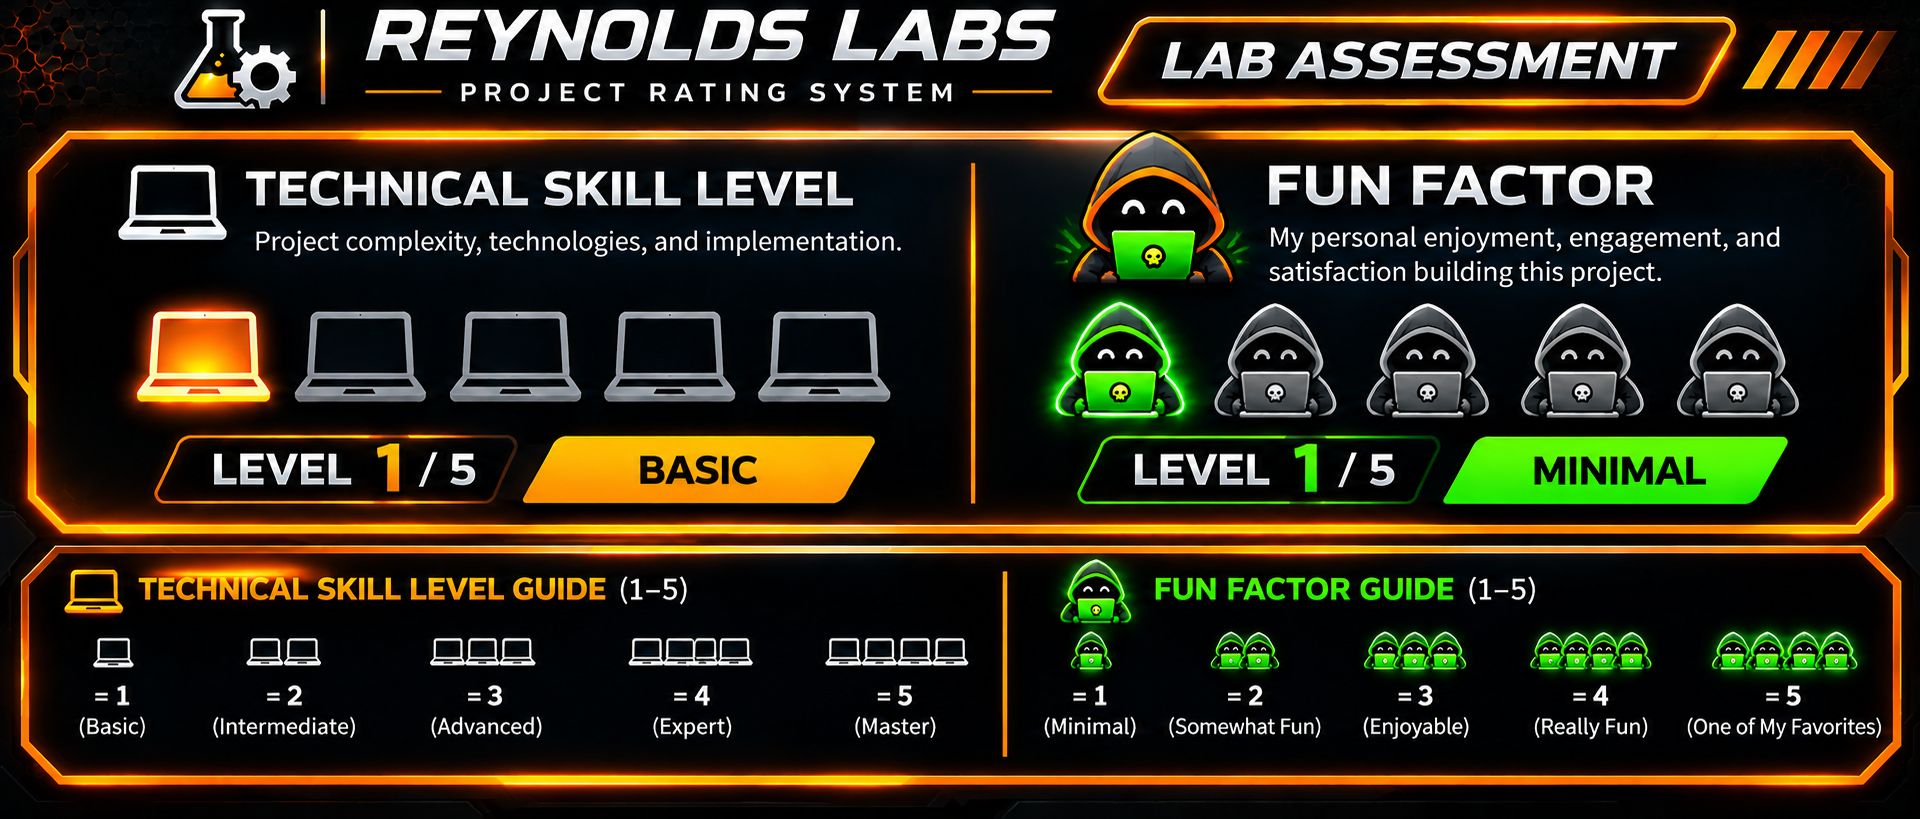 REYNOLDS LABS
PROJECT RATING SYSTEM
LAB ASSESSMENT
TECHNICAL SKILL LEVEL
Project complexity, technologies, and implementation.
LEVEL 1 / 5
BASIC
FUN FACTOR
My personal enjoyment, engagement, and
satisfaction building this project.
LEVEL 1 / 5
MINIMAL
TECHNICAL SKILL LEVEL GUIDE (1–5)
= 1
(Basic)
= 2
(Intermediate)
= 3
(Advanced)
= 4
(Expert)
= 5
(Master)
FUN FACTOR GUIDE (1–5)
= 1
(Minimal)
= 2
(Somewhat Fun)
= 3
(Enjoyable)
= 4
(Really Fun)
= 5
(One of My Favorites)